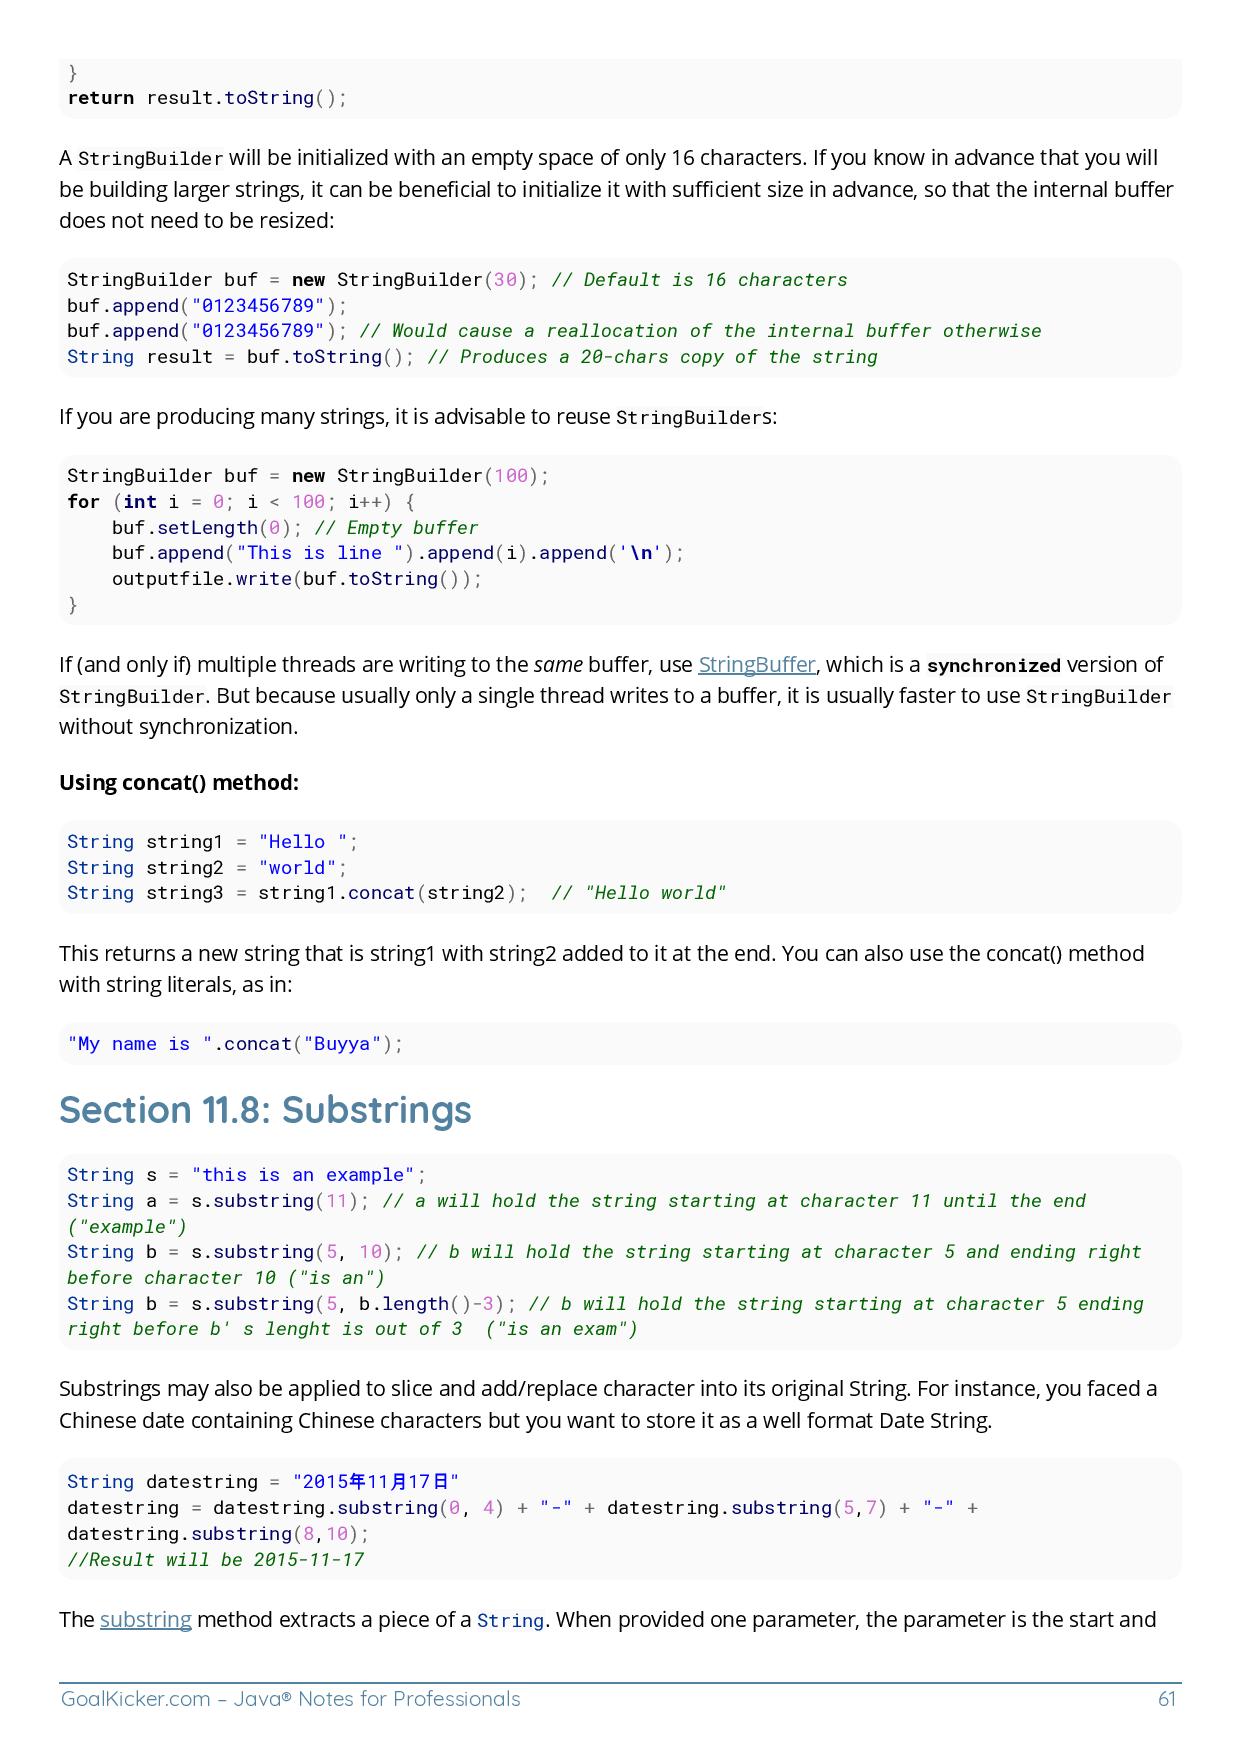 }
return result.toString();
A StringBuilder will be initialized with an empty space of only 16 characters. If you know in advance that you will
be building larger strings, it can be beneficial to initialize it with sufficient size in advance, so that the internal buffer
does not need to be resized:
StringBuilder buf = new StringBuilder(30); // Default is 16 characters
buf.append("0123456789");
buf.append("0123456789"); // Would cause a reallocation of the internal buffer otherwise
String result = buf.toString(); // Produces a 20-chars copy of the string
If you are producing many strings, it is advisable to reuse StringBuilders:
StringBuilder buf = new StringBuilder(100);
for (int i = 0; i < 100; i++) {
    buf.setLength(0); // Empty buffer
    buf.append("This is line ").append(i).append('\n');
    outputfile.write(buf.toString());
}
If (and only if) multiple threads are writing to the same buffer, use StringBuffer, which is a synchronized version of
StringBuilder. But because usually only a single thread writes to a buffer, it is usually faster to use StringBuilder
without synchronization.
Using concat() method:
String string1 = "Hello ";
String string2 = "world";
String string3 = string1.concat(string2);  // "Hello world"
This returns a new string that is string1 with string2 added to it at the end. You can also use the concat() method
with string literals, as in:
"My name is ".concat("Buyya");
Section 11.8: Substrings
String s = "this is an example";
String a = s.substring(11); // a will hold the string starting at character 11 until the end
("example")
String b = s.substring(5, 10); // b will hold the string starting at character 5 and ending right
before character 10 ("is an")
String b = s.substring(5, b.length()-3); // b will hold the string starting at character 5 ending
right before b' s lenght is out of 3  ("is an exam")
Substrings may also be applied to slice and add/replace character into its original String. For instance, you faced a
Chinese date containing Chinese characters but you want to store it as a well format Date String.
String datestring = "2015年11月17日"
datestring = datestring.substring(0, 4) + "-" + datestring.substring(5,7) + "-" +
datestring.substring(8,10);
//Result will be 2015-11-17
The substring method extracts a piece of a String. When provided one parameter, the parameter is the start and
GoalKicker.com – Java® Notes for Professionals 61